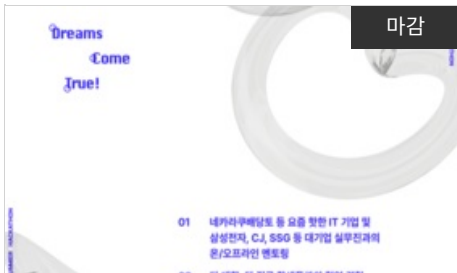 마감
Dreams
Come
True!
01 네카라쿠배당토 등 요즘 핫한 IT 기업 및
삼성전자, CJ, SSG 등 대기업 실무진과의
온/오프라인 멘토링
HACKATHON